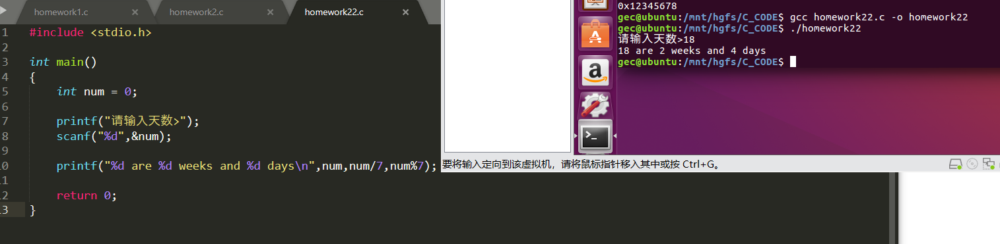 homework1.c
homework2.c
homework22.c
1 #include <stdio.h>
2
3 int main()
4 {
5 int num = 0;
6
7 printf("请输入天数>");
8 scanf("%d",&num);
9
10 printf("%d are %d weeks and %d days\n",num,num/7,num%7);
11
12 return 0;
13 }
0x12345678
gec@ubuntu:/mnt/hgfs/C_CODE$ gcc homework22.c -o homework22
gec@ubuntu:/mnt/hgfs/C_CODE$ ./homework22
请输入天数>18
18 are 2 weeks and 4 days
gec@ubuntu:/mnt/hgfs/C_CODE$
要将输入定向到该虚拟机，请将鼠标指针移入其中或按 Ctrl+G。